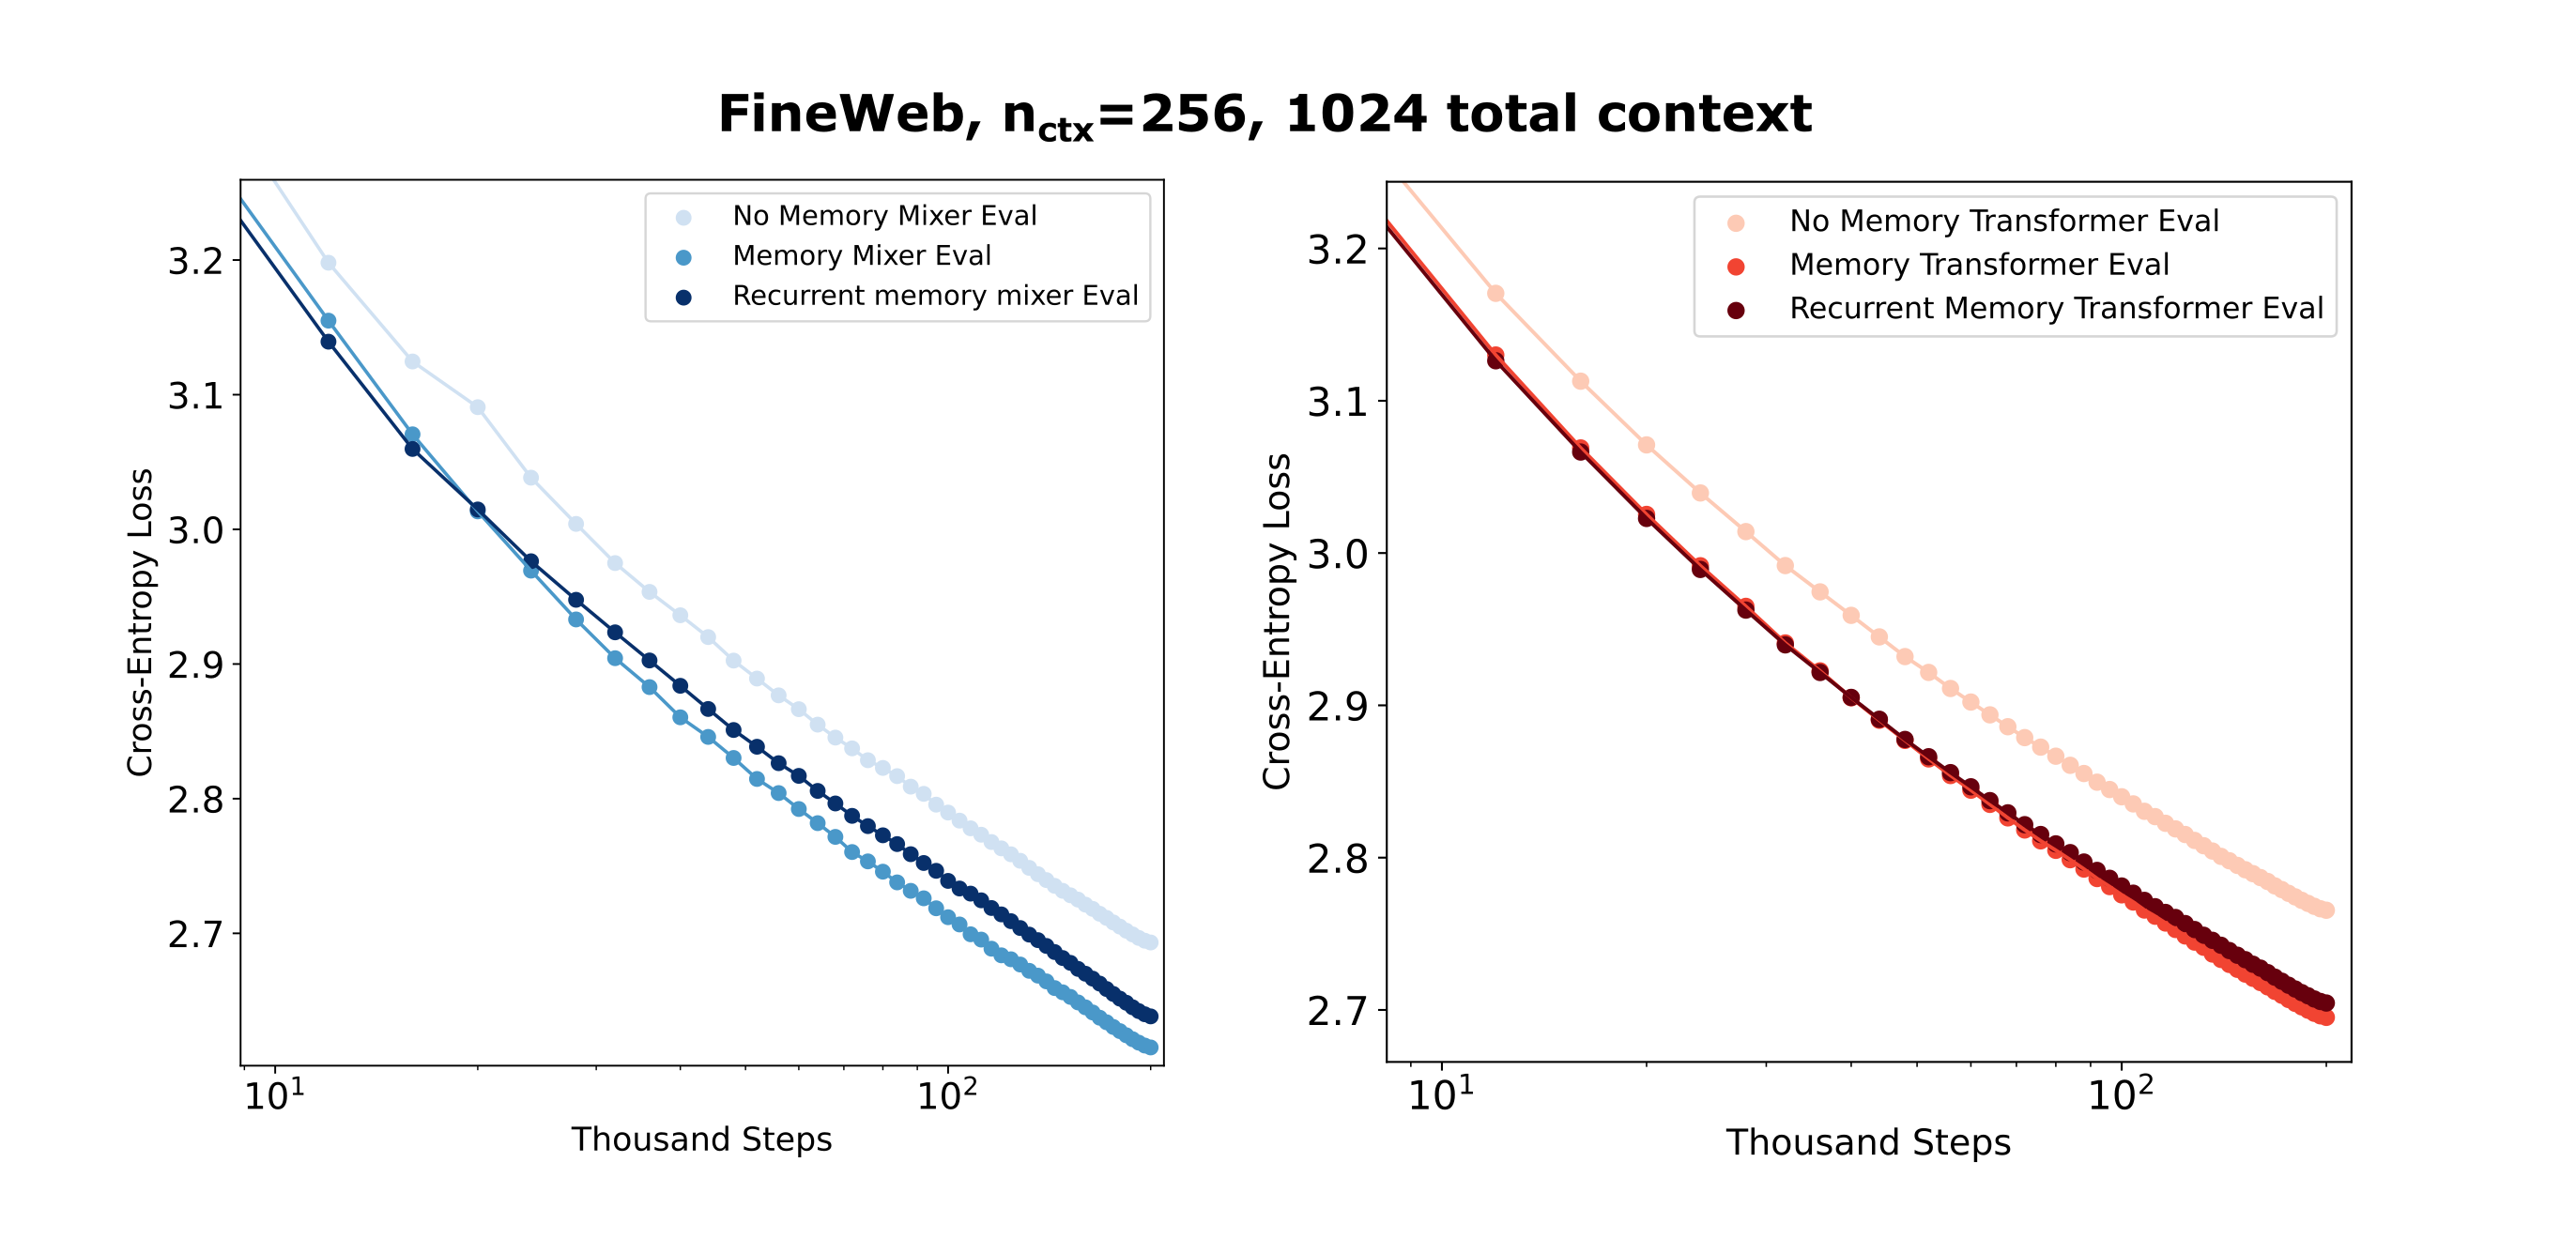 FineWeb, n_ctx=256, 1024 total context
No Memory Mixer Eval
Memory Mixer Eval
Recurrent memory mixer Eval
3.2
3.1
3.0
2.9
2.8
2.7
Cross-Entropy Loss
10¹
10²
Thousand Steps
No Memory Transformer Eval
Memory Transformer Eval
Recurrent Memory Transformer Eval
3.2
3.1
3.0
2.9
2.8
2.7
Cross-Entropy Loss
10¹
10²
Thousand Steps